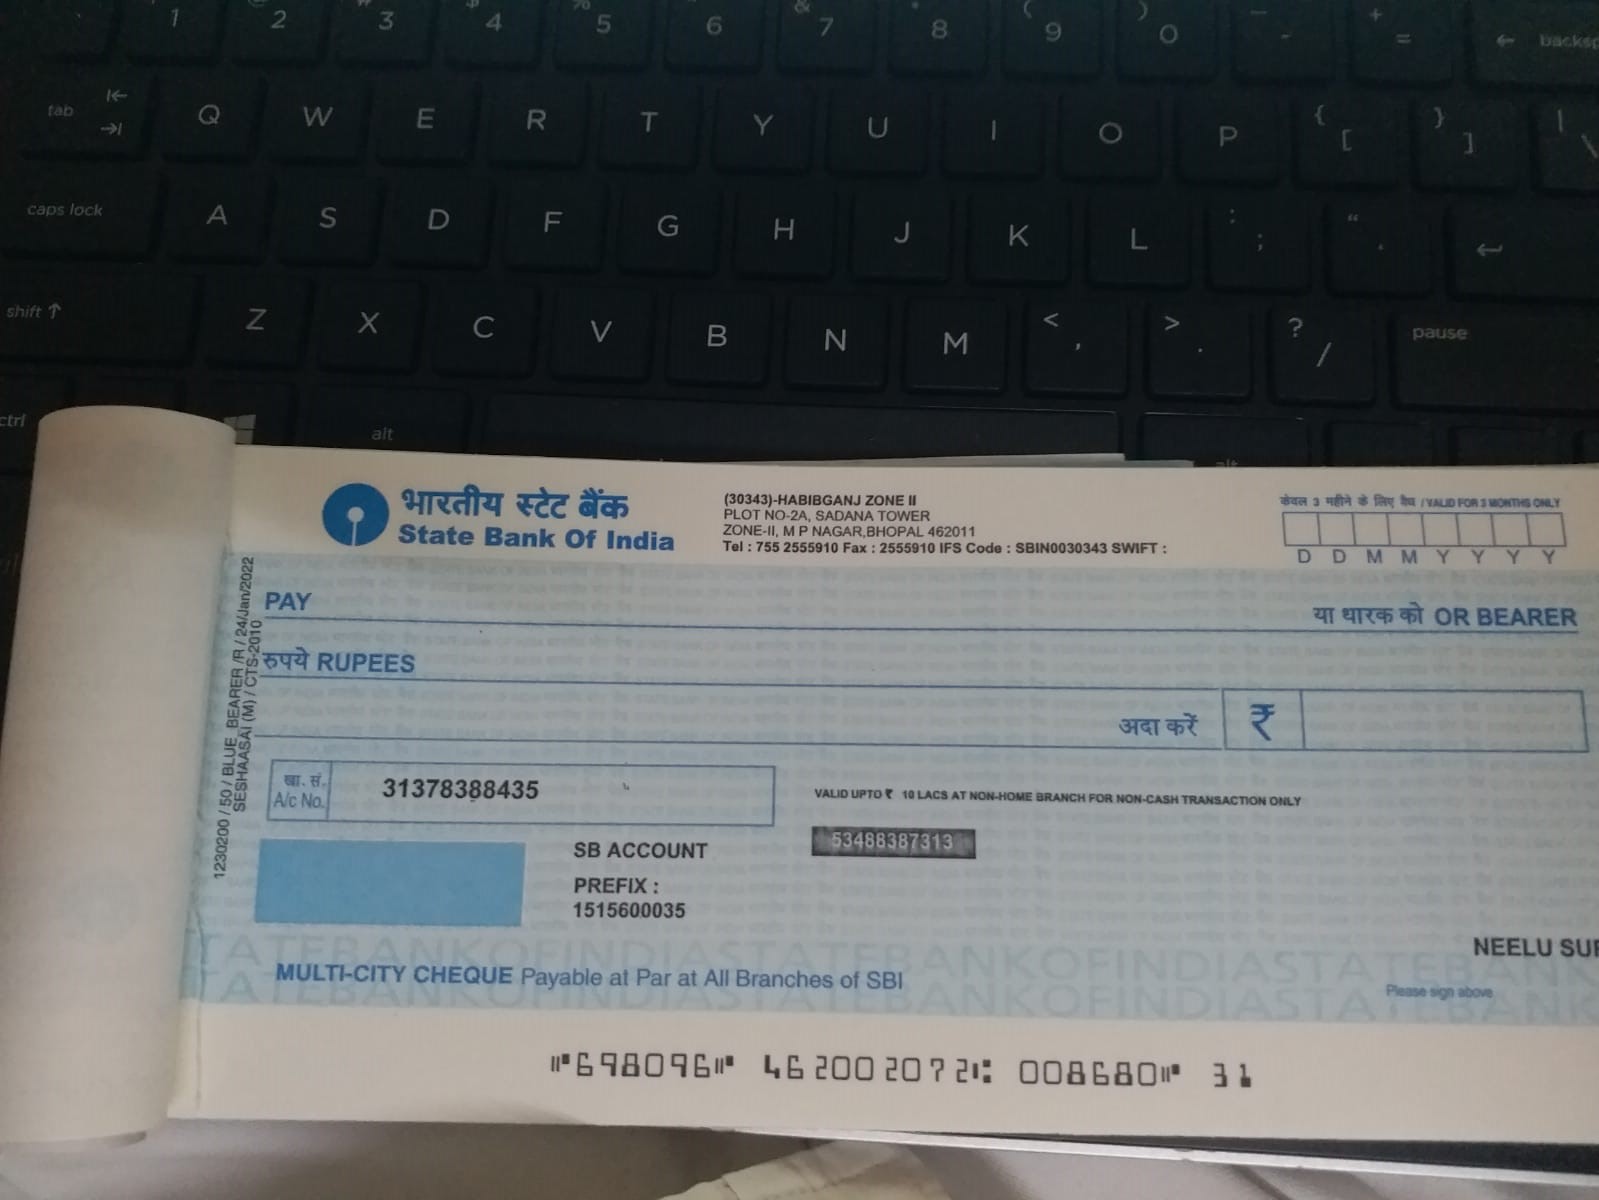 1 2 3 4 5 6 & 7 * 8 ( 9 ) 0 - + = ← backsp
tab Q W E R T Y U I O P { [ } ] | \
caps lock A S D F G H J K L : ; “
shift Z X C V B N M < , > . ? / pause
ctrl alt
भारतीय स्टेट बैंक
State Bank Of India
(30343)-HABIBGANJ ZONE II
PLOT NO-2A, SADANA TOWER
ZONE-II, M P NAGAR,BHOPAL 462011
Tel : 755 2555910 Fax : 2555910 IFS Code : SBIN0030343 SWIFT :
केवल 3 महीने के लिए वैध / VALID FOR 3 MONTHS ONLY
D D M M Y Y Y Y
PAY
या धारक को OR BEARER
रुपये RUPEES
अदा करें ₹
खा. सं.
A/c No. 31378388435
VALID UPTO ₹ 10 LACS AT NON-HOME BRANCH FOR NON-CASH TRANSACTION ONLY
53488387313
SB ACCOUNT
PREFIX :
1515600035
NEELU SUR
Please sign above
MULTI-CITY CHEQUE Payable at Par at All Branches of SBI
STATEBANKOFINDIASTATEBANKOFINDIASTATEBANK
1230200 / 50 / BLUE_BEARER /R / 24/Jan/2022
SESHAASAI (M) / CTS-2010
⑈698096⑈ 462002072⑆ 008680⑈ 31